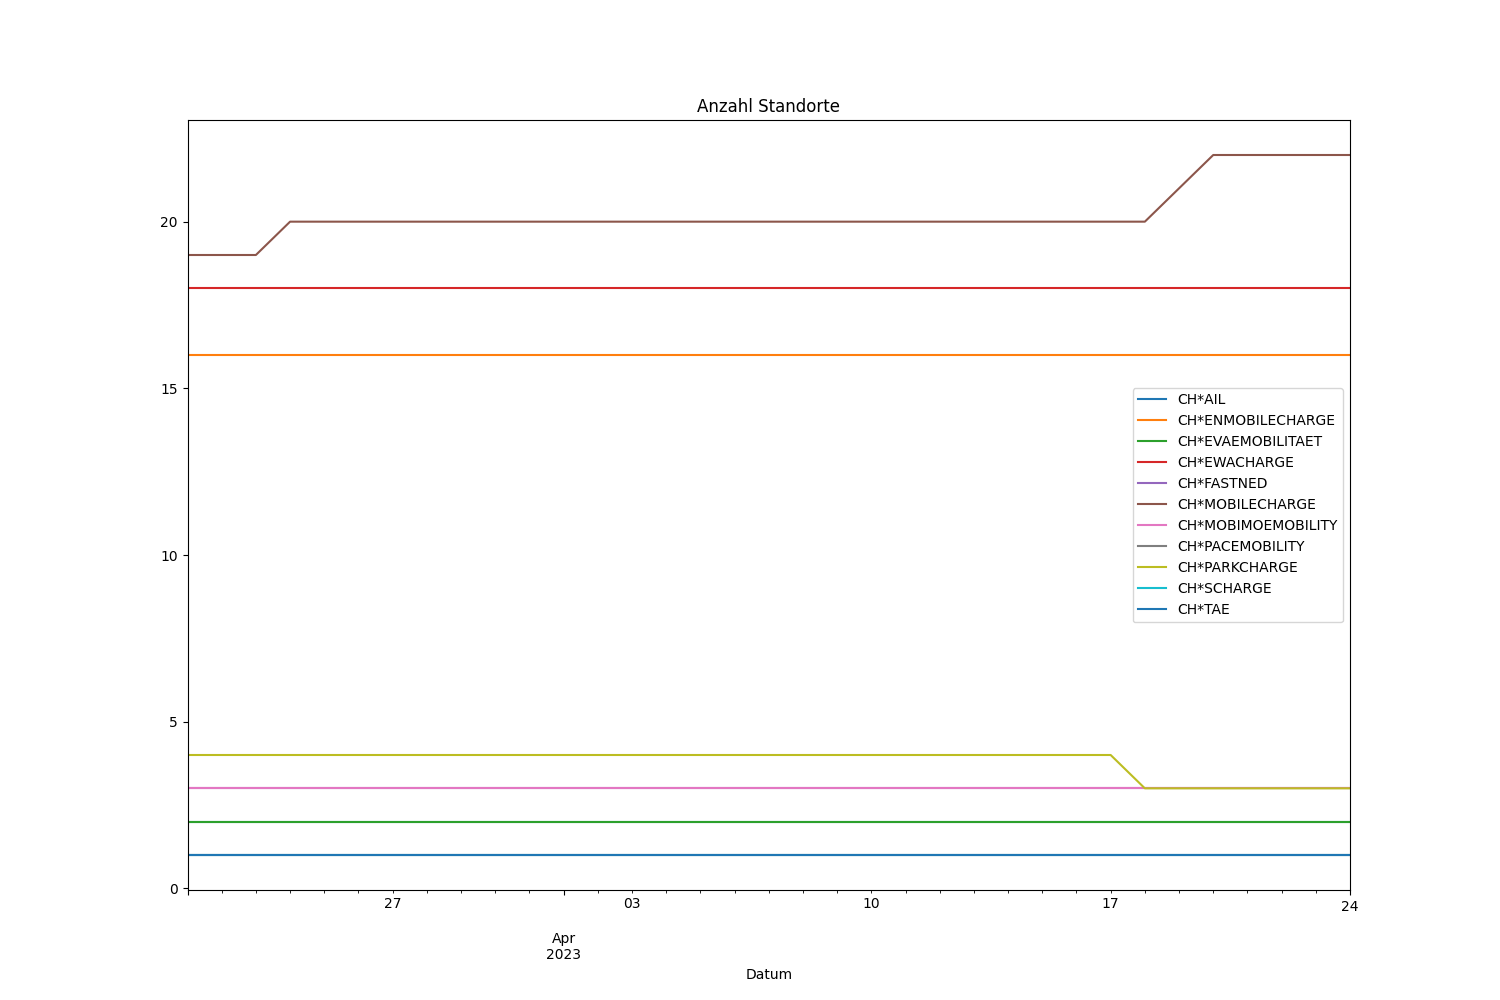 Anzahl Standorte
20
15
10
5
0
CH*AIL
CH*ENMOBILECHARGE
CH*EVAEMOBILITAET
CH*EWACHARGE
CH*FASTNED
CH*MOBILECHARGE
CH*MOBIMOEMOBILITY
CH*PACEMOBILITY
CH*PARKCHARGE
CH*SCHARGE
CH*TAE
27 03 10 17 24
Apr
2023
Datum